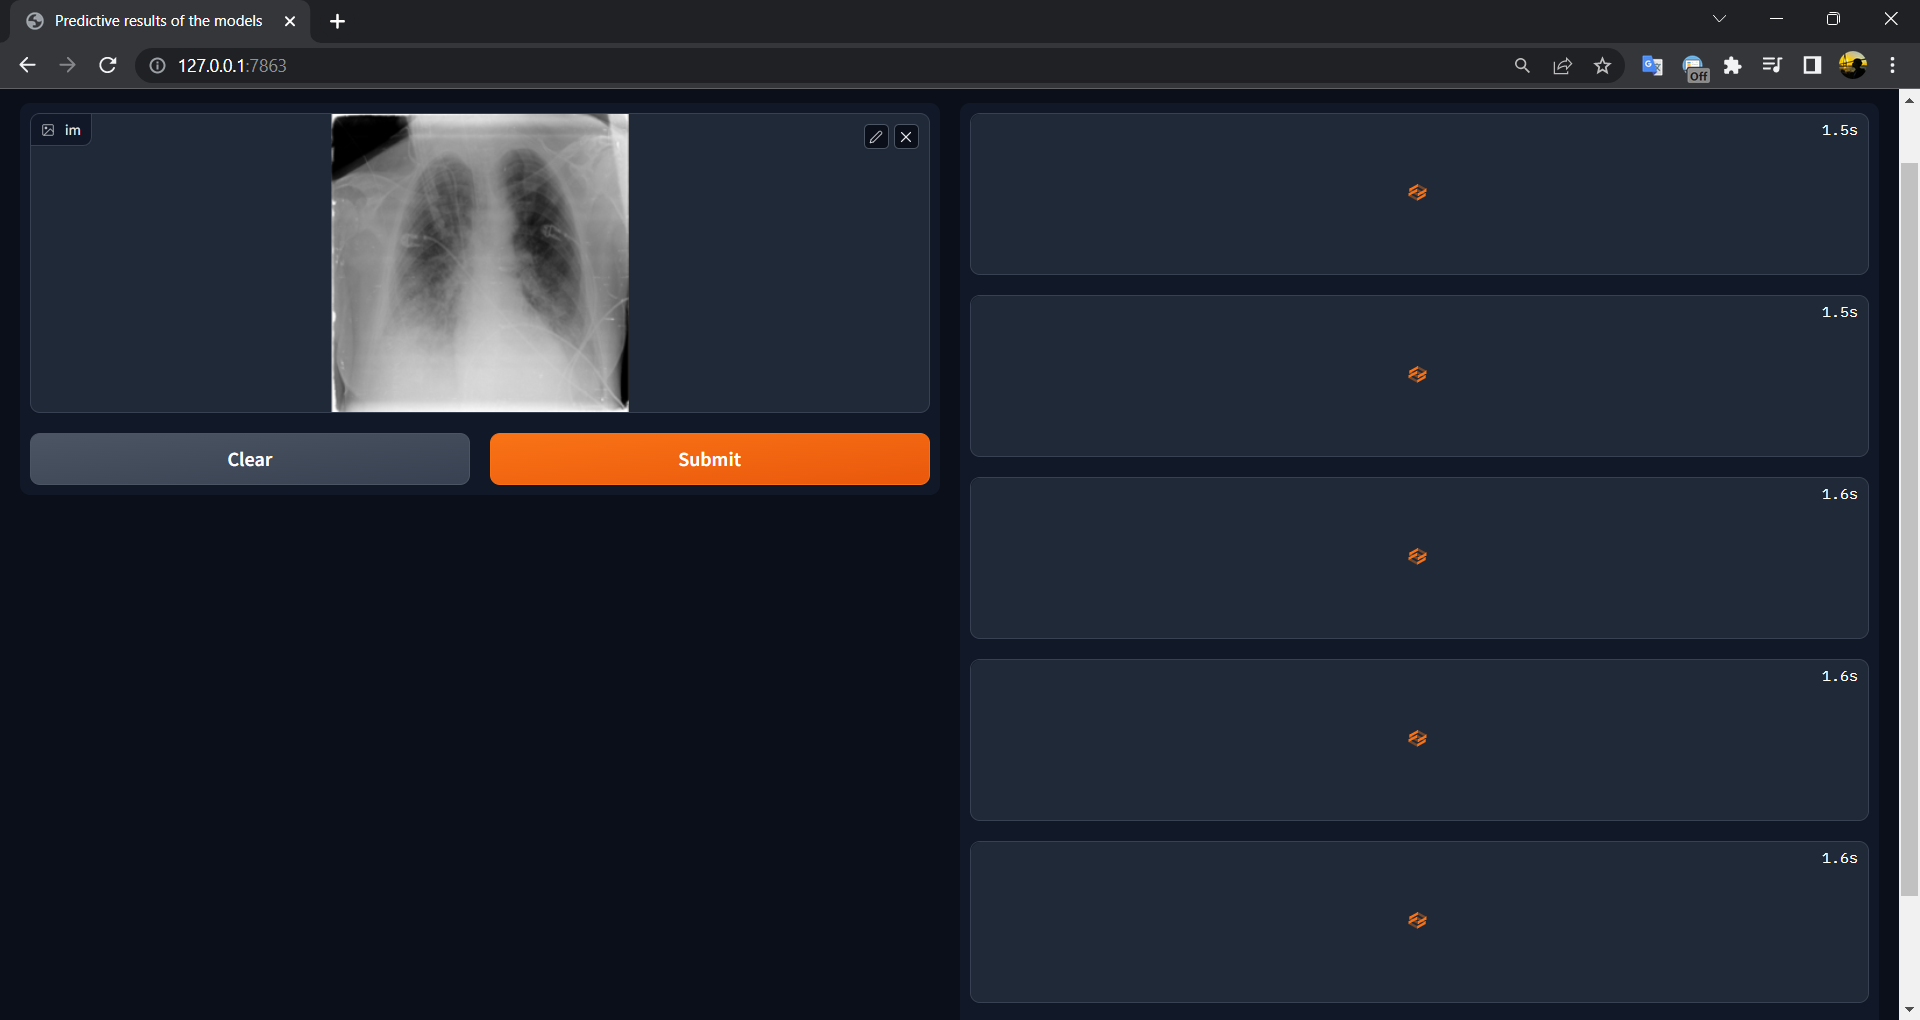 Predictive results of the models
127.0.0.1:7863
Off
im
Clear
Submit
1.5s
1.5s
1.6s
1.6s
1.6s